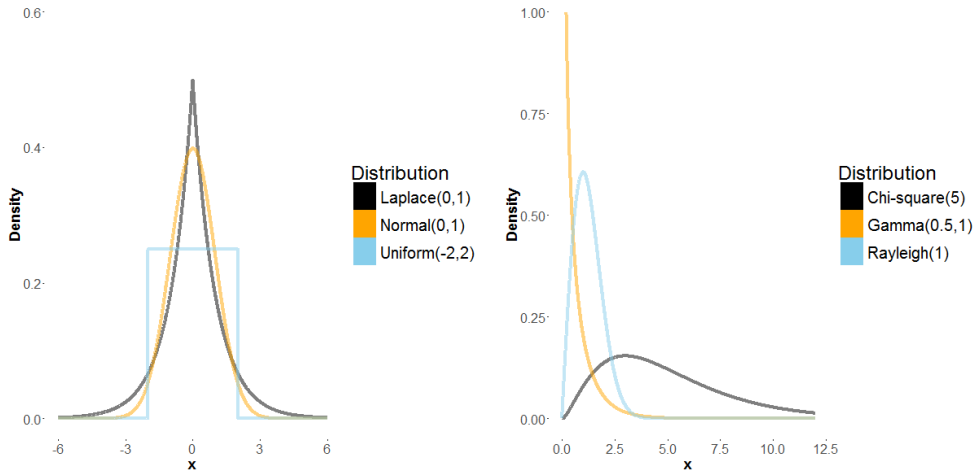 0.6
0.4
0.2
0.0
Density
-6
-3
0
3
6
x
Distribution
Laplace(0,1)
Normal(0,1)
Uniform(-2,2)
1.00
0.75
0.50
0.25
0.00
Density
0.0
2.5
5.0
7.5
10.0
12.5
x
Distribution
Chi-square(5)
Gamma(0.5,1)
Rayleigh(1)